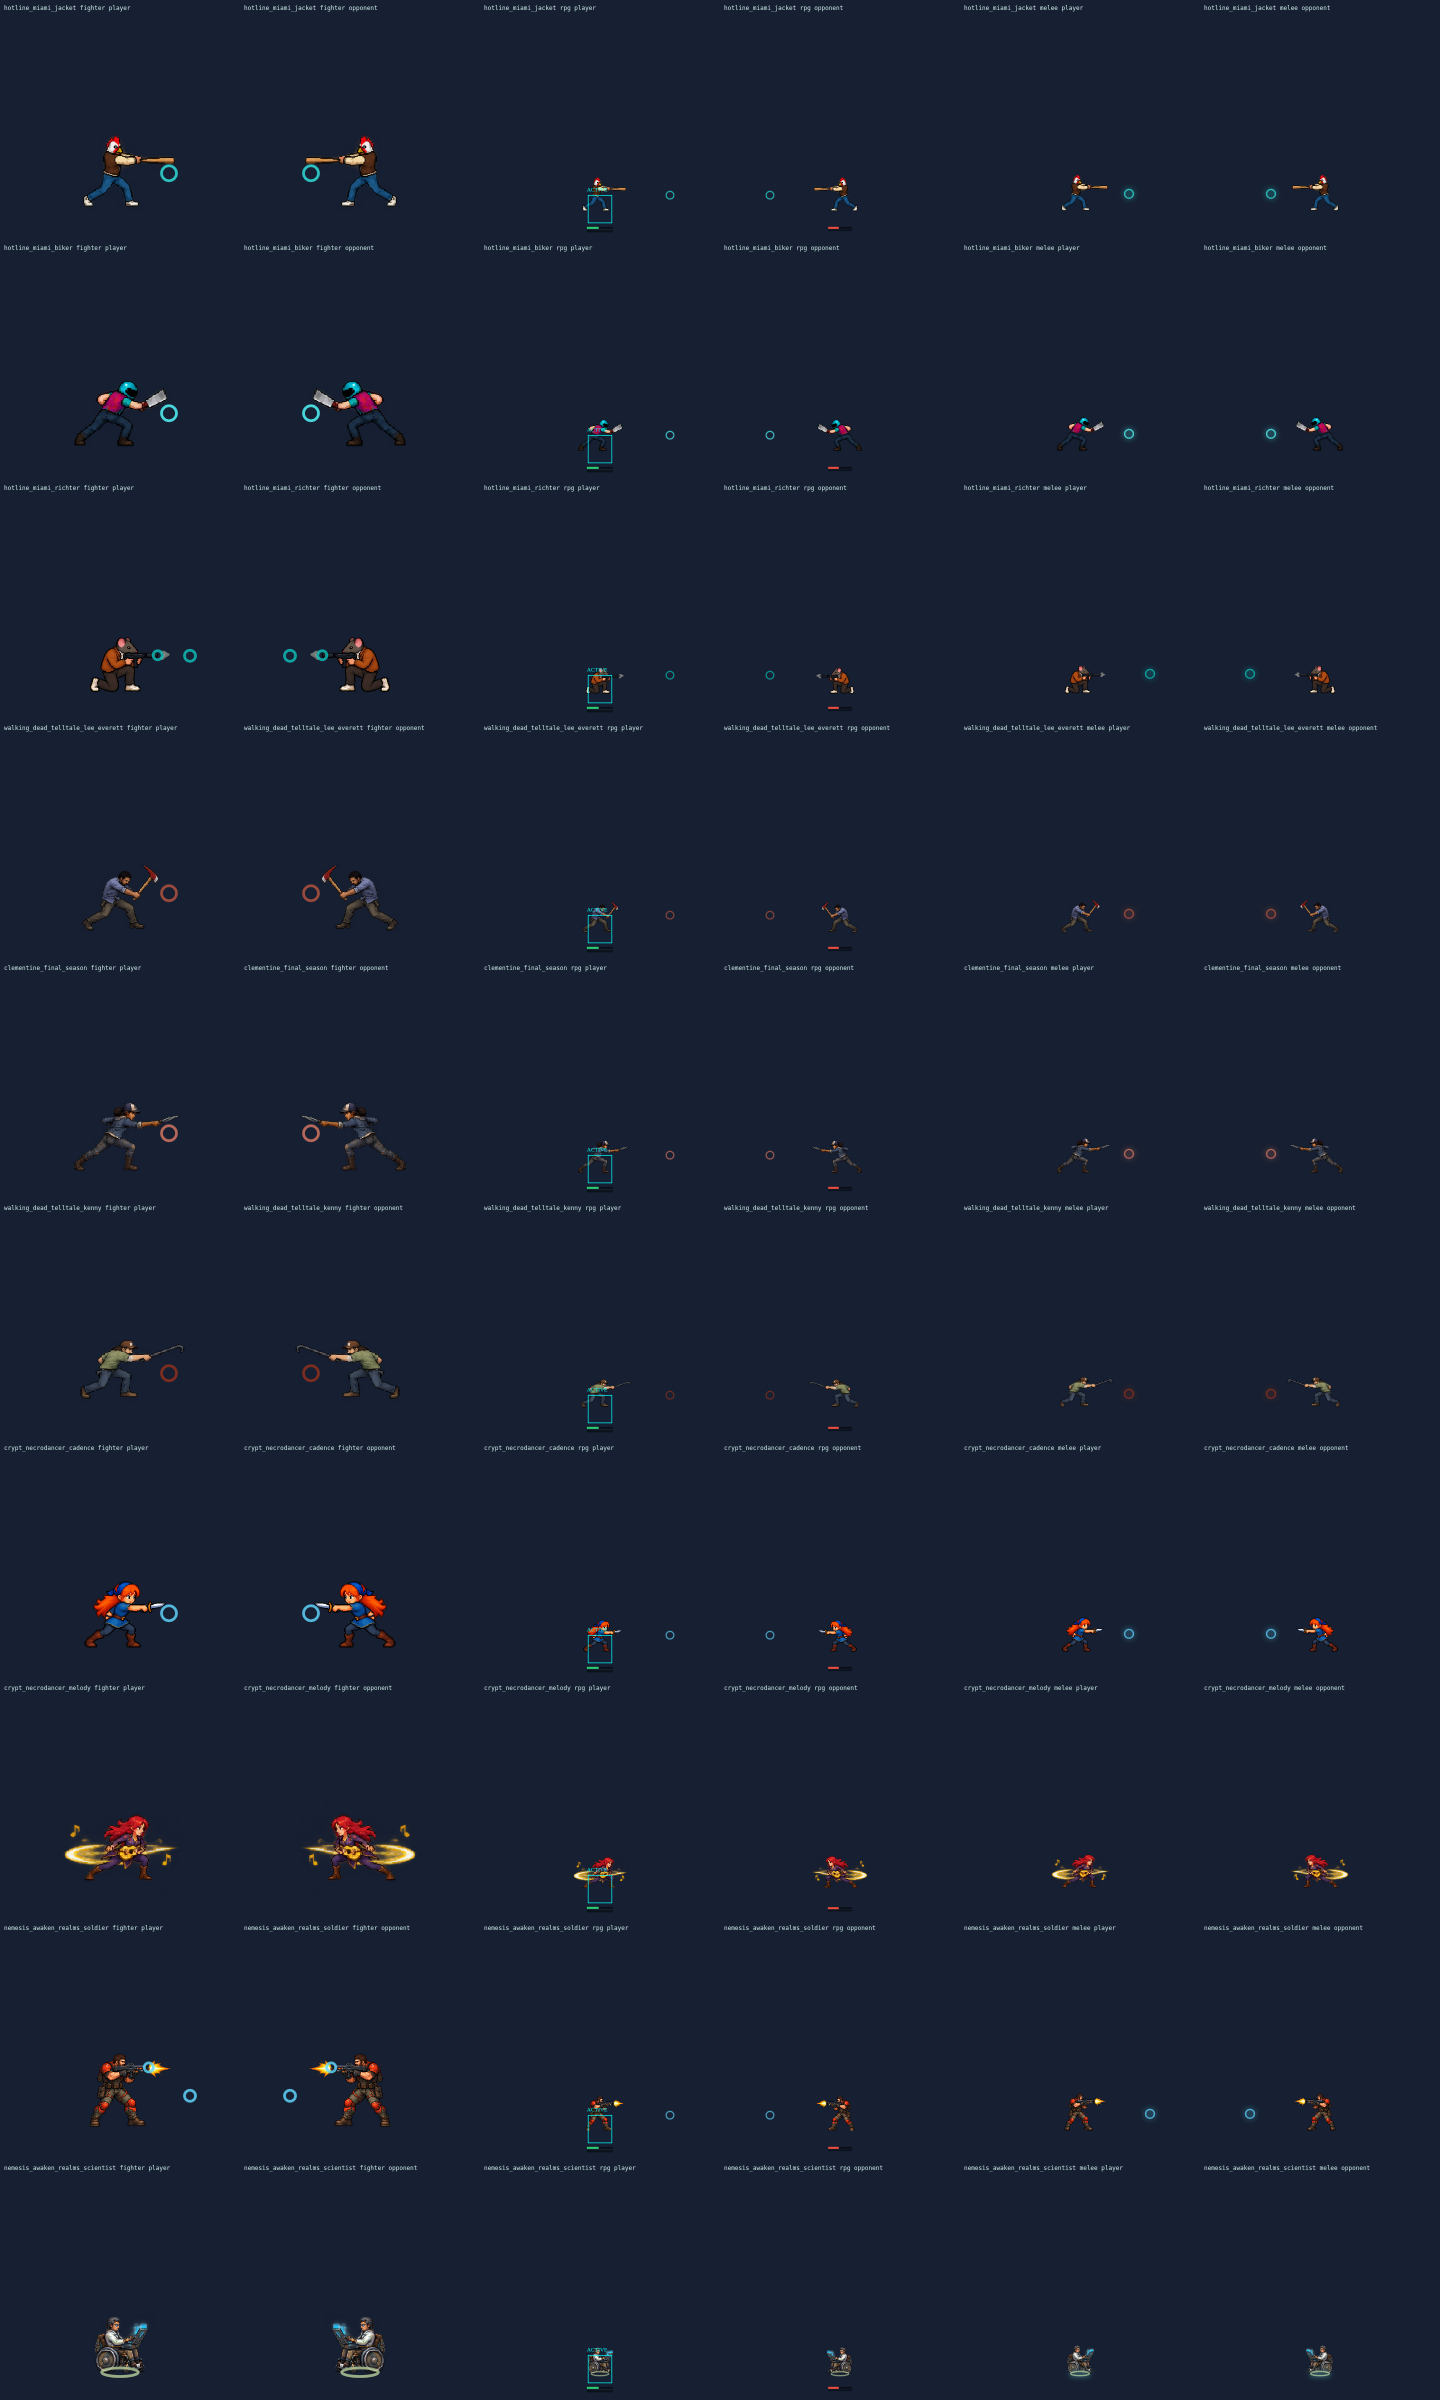 hotline_miami_jacket fighter player
hotline_miami_jacket fighter opponent
hotline_miami_jacket rpg player
hotline_miami_jacket rpg opponent
hotline_miami_jacket melee player
hotline_miami_jacket melee opponent
hotline_miami_biker fighter player
hotline_miami_biker fighter opponent
hotline_miami_biker rpg player
hotline_miami_biker rpg opponent
hotline_miami_biker melee player
hotline_miami_biker melee opponent
hotline_miami_richter fighter player
hotline_miami_richter fighter opponent
hotline_miami_richter rpg player
hotline_miami_richter rpg opponent
hotline_miami_richter melee player
hotline_miami_richter melee opponent
walking_dead_telltale_lee_everett fighter player
walking_dead_telltale_lee_everett fighter opponent
walking_dead_telltale_lee_everett rpg player
walking_dead_telltale_lee_everett rpg opponent
walking_dead_telltale_lee_everett melee player
walking_dead_telltale_lee_everett melee opponent
clementine_final_season fighter player
clementine_final_season fighter opponent
clementine_final_season rpg player
clementine_final_season rpg opponent
clementine_final_season melee player
clementine_final_season melee opponent
walking_dead_telltale_kenny fighter player
walking_dead_telltale_kenny fighter opponent
walking_dead_telltale_kenny rpg player
walking_dead_telltale_kenny rpg opponent
walking_dead_telltale_kenny melee player
walking_dead_telltale_kenny melee opponent
crypt_necrodancer_cadence fighter player
crypt_necrodancer_cadence fighter opponent
crypt_necrodancer_cadence rpg player
crypt_necrodancer_cadence rpg opponent
crypt_necrodancer_cadence melee player
crypt_necrodancer_cadence melee opponent
crypt_necrodancer_melody fighter player
crypt_necrodancer_melody fighter opponent
crypt_necrodancer_melody rpg player
crypt_necrodancer_melody rpg opponent
crypt_necrodancer_melody melee player
crypt_necrodancer_melody melee opponent
nemesis_awaken_realms_soldier fighter player
nemesis_awaken_realms_soldier fighter opponent
nemesis_awaken_realms_soldier rpg player
nemesis_awaken_realms_soldier rpg opponent
nemesis_awaken_realms_soldier melee player
nemesis_awaken_realms_soldier melee opponent
nemesis_awaken_realms_scientist fighter player
nemesis_awaken_realms_scientist fighter opponent
nemesis_awaken_realms_scientist rpg player
nemesis_awaken_realms_scientist rpg opponent
nemesis_awaken_realms_scientist melee player
nemesis_awaken_realms_scientist melee opponent